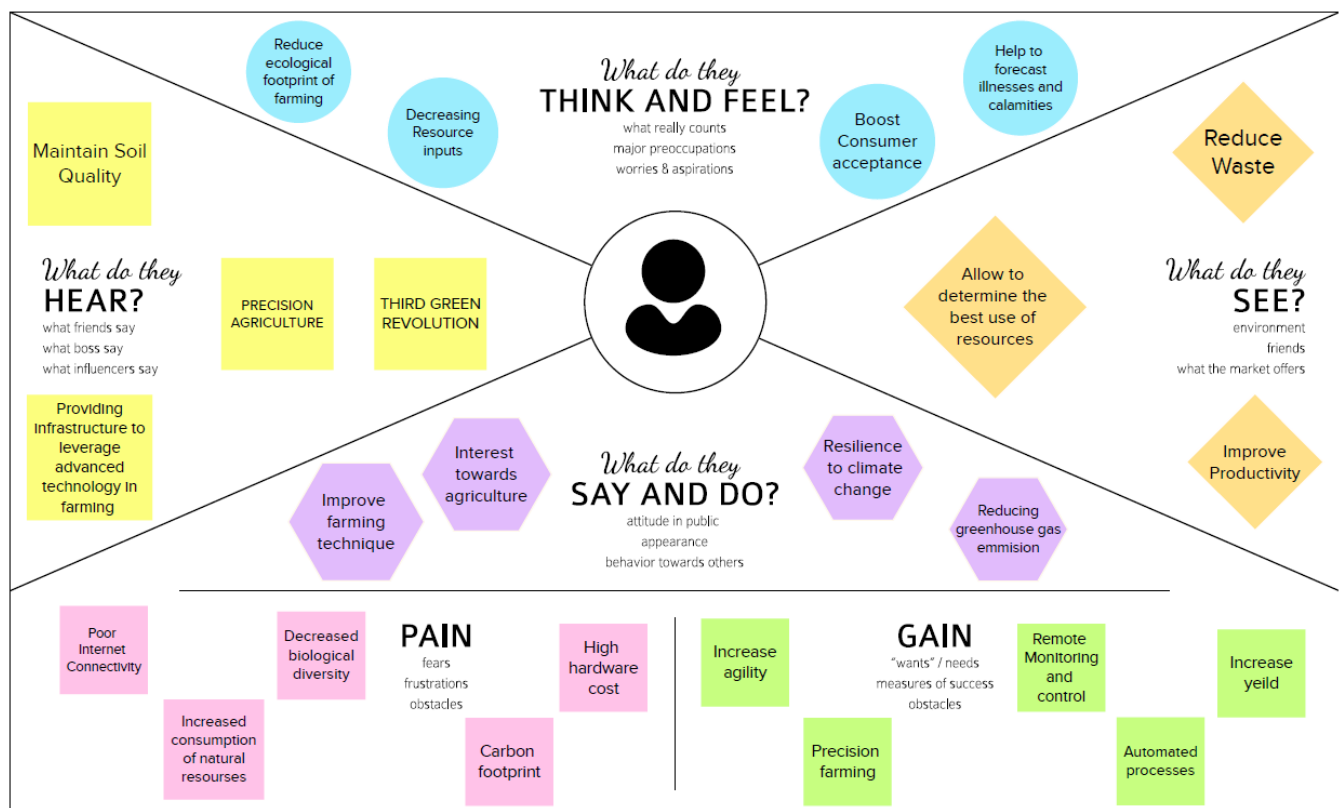 What do they
THINK AND FEEL?
what really counts
major preoccupations
worries & aspirations
Reduce
ecological
footprint of
farming
Decreasing
Resource
inputs
Boost
Consumer
acceptance
Help to
forecast
illnesses and
calamities
Maintain Soil
Quality
What do they
HEAR?
what friends say
what boss say
what influencers say
PRECISION
AGRICULTURE
THIRD GREEN
REVOLUTION
Providing
infrastructure to
leverage
advanced
technology in
farming
Reduce
Waste
Allow to
determine the
best use of
resources
What do they
SEE?
environment
friends
what the market offers
Improve
Productivity
Improve
farming
technique
Interest
towards
agriculture
What do they
SAY AND DO?
attitude in public
appearance
behavior towards others
Resilience
to climate
change
Reducing
greenhouse gas
emmision
Poor
Internet
Connectivity
Increased
consumption
of natural
resourses
Decreased
biological
diversity
PAIN
fears
frustrations
obstacles
Carbon
footprint
High
hardware
cost
Increase
agility
Precision
farming
GAIN
"wants" / needs
measures of success
obstacles
Remote
Monitoring
and
control
Automated
processes
Increase
yeild